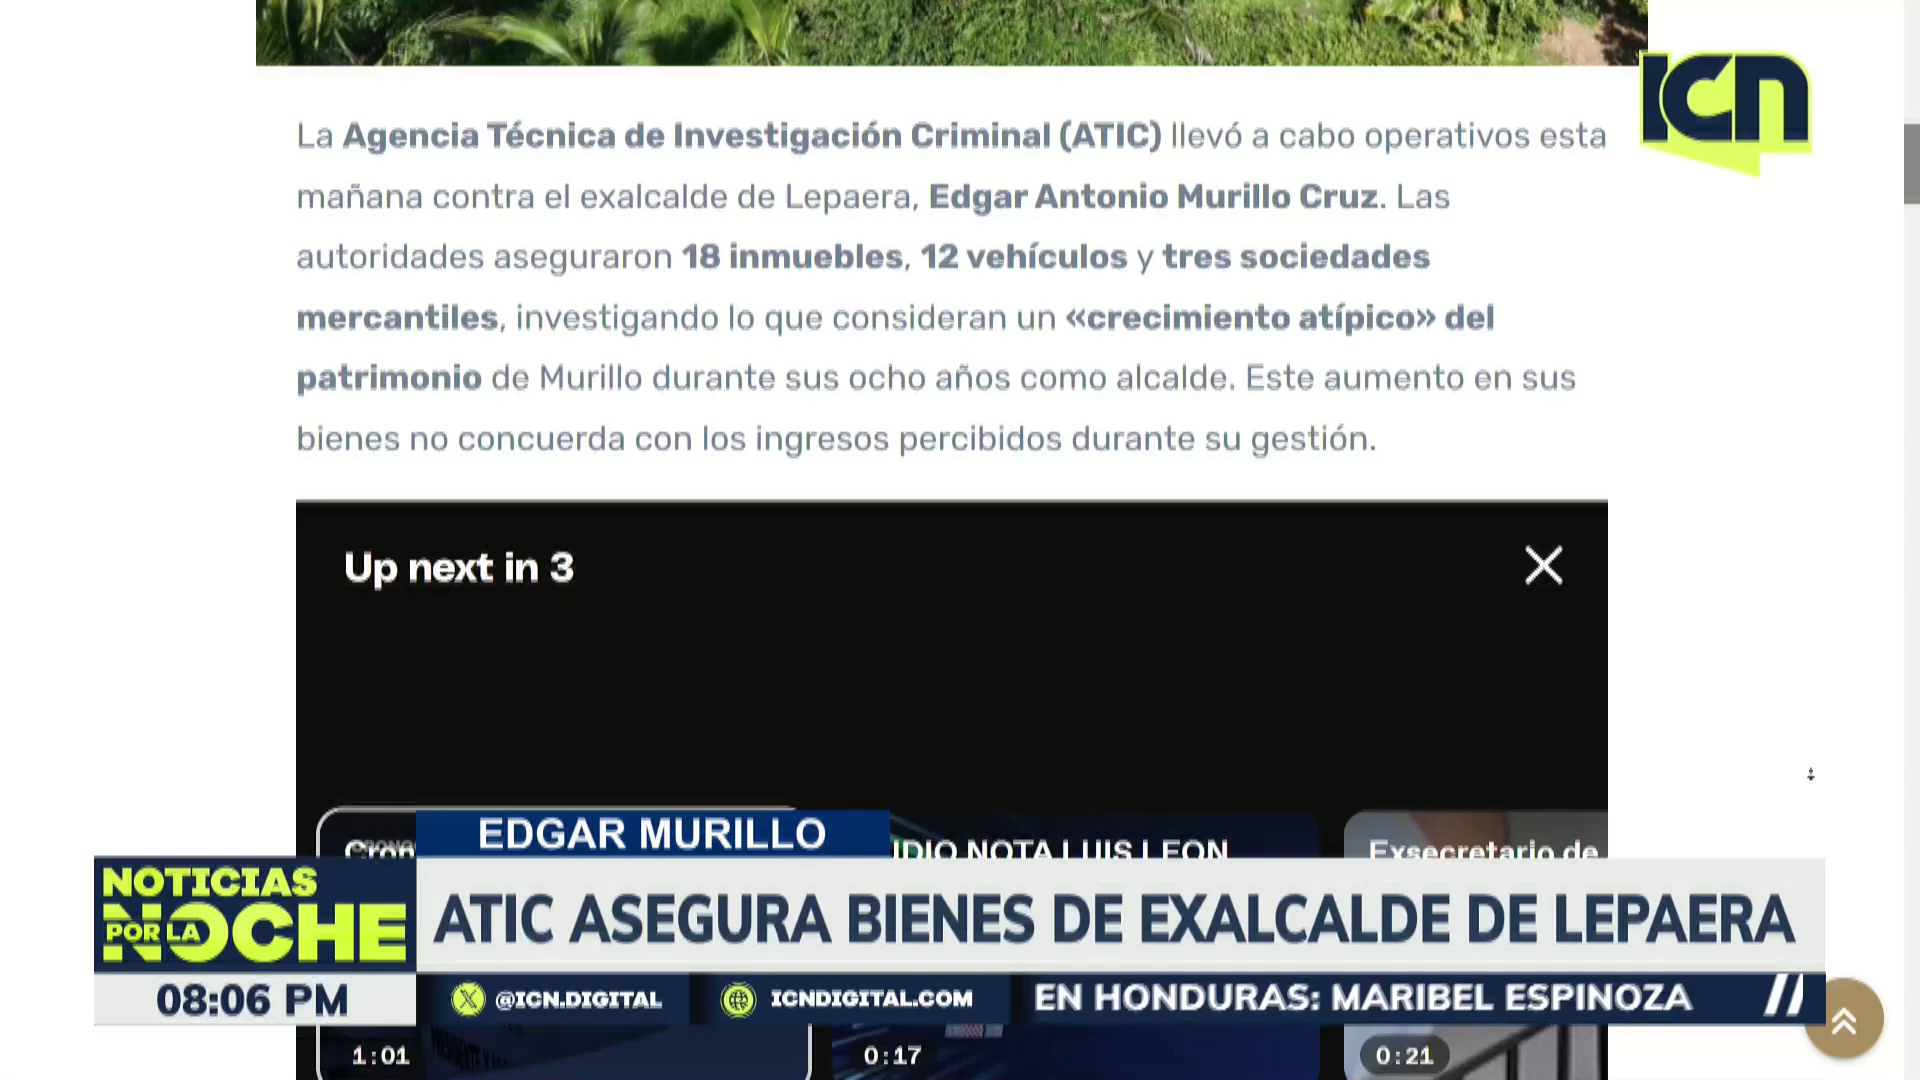 ICN
La Agencia Técnica de Investigación Criminal (ATIC) llevó a cabo operativos esta
mañana contra el exalcalde de Lepaera, Edgar Antonio Murillo Cruz. Las
autoridades aseguraron 18 inmuebles, 12 vehículos y tres sociedades
mercantiles, investigando lo que consideran un «crecimiento atípico» del
patrimonio de Murillo durante sus ocho años como alcalde. Este aumento en sus
bienes no concuerda con los ingresos percibidos durante su gestión.
Up next in 3
EDGAR MURILLO
NOTA LUIS LEON
Exsecretario de
NOTICIAS
POR LA NOCHE
ATIC ASEGURA BIENES DE EXALCALDE DE LEPAERA
08:06 PM
@ICN.DIGITAL
ICNDIGITAL.COM
EN HONDURAS: MARIBEL ESPINOZA
1:01
0:17
0:21